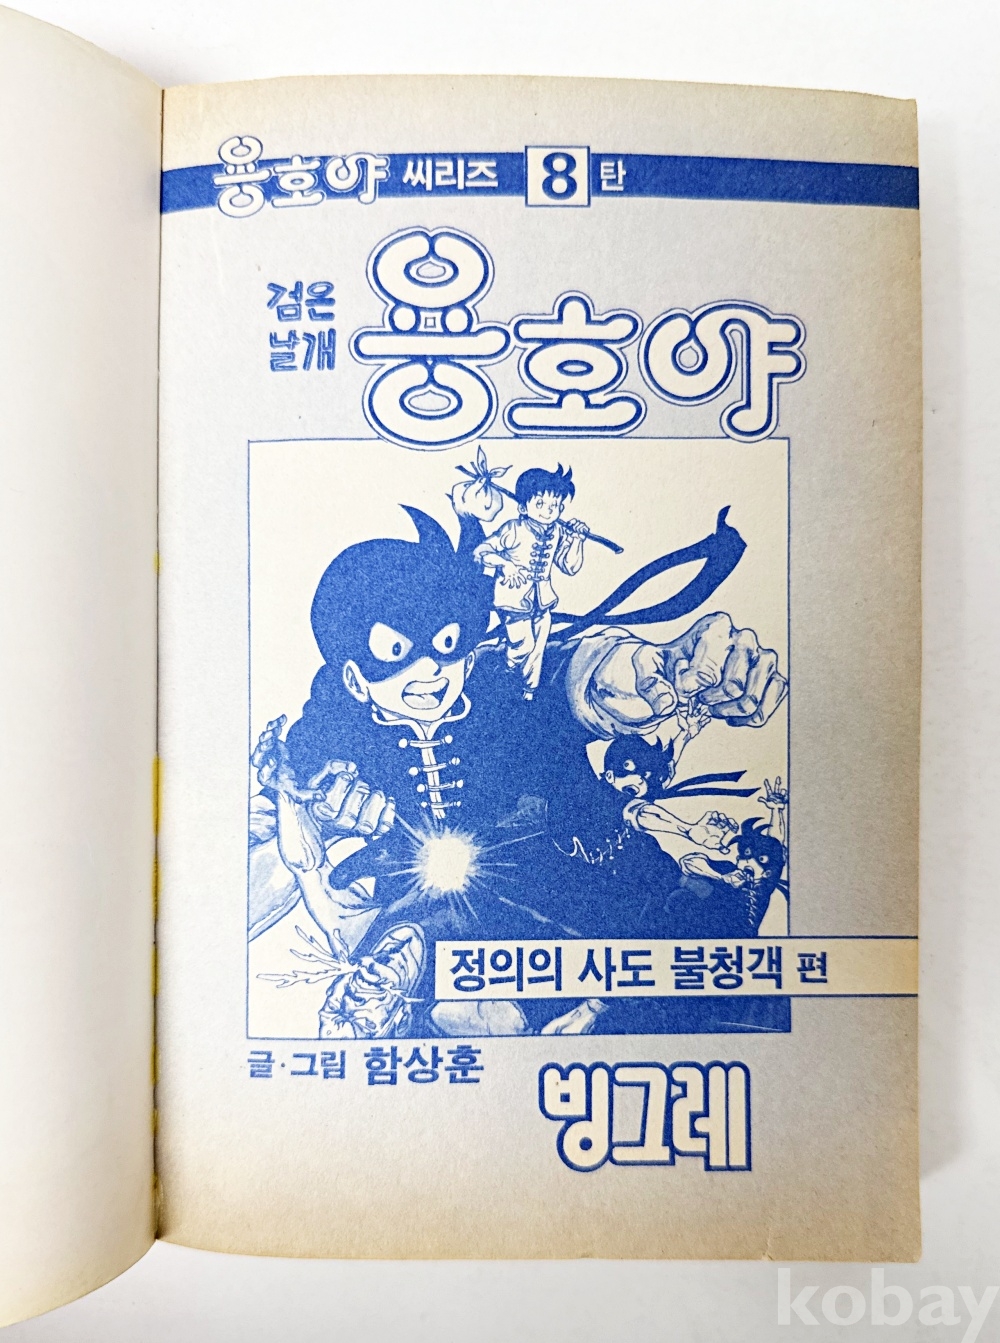 용호야 씨리즈 8 탄
검은
날개
용호야
정의의 사도 불청객 편
글·그림 함상훈
빙그레
kobay